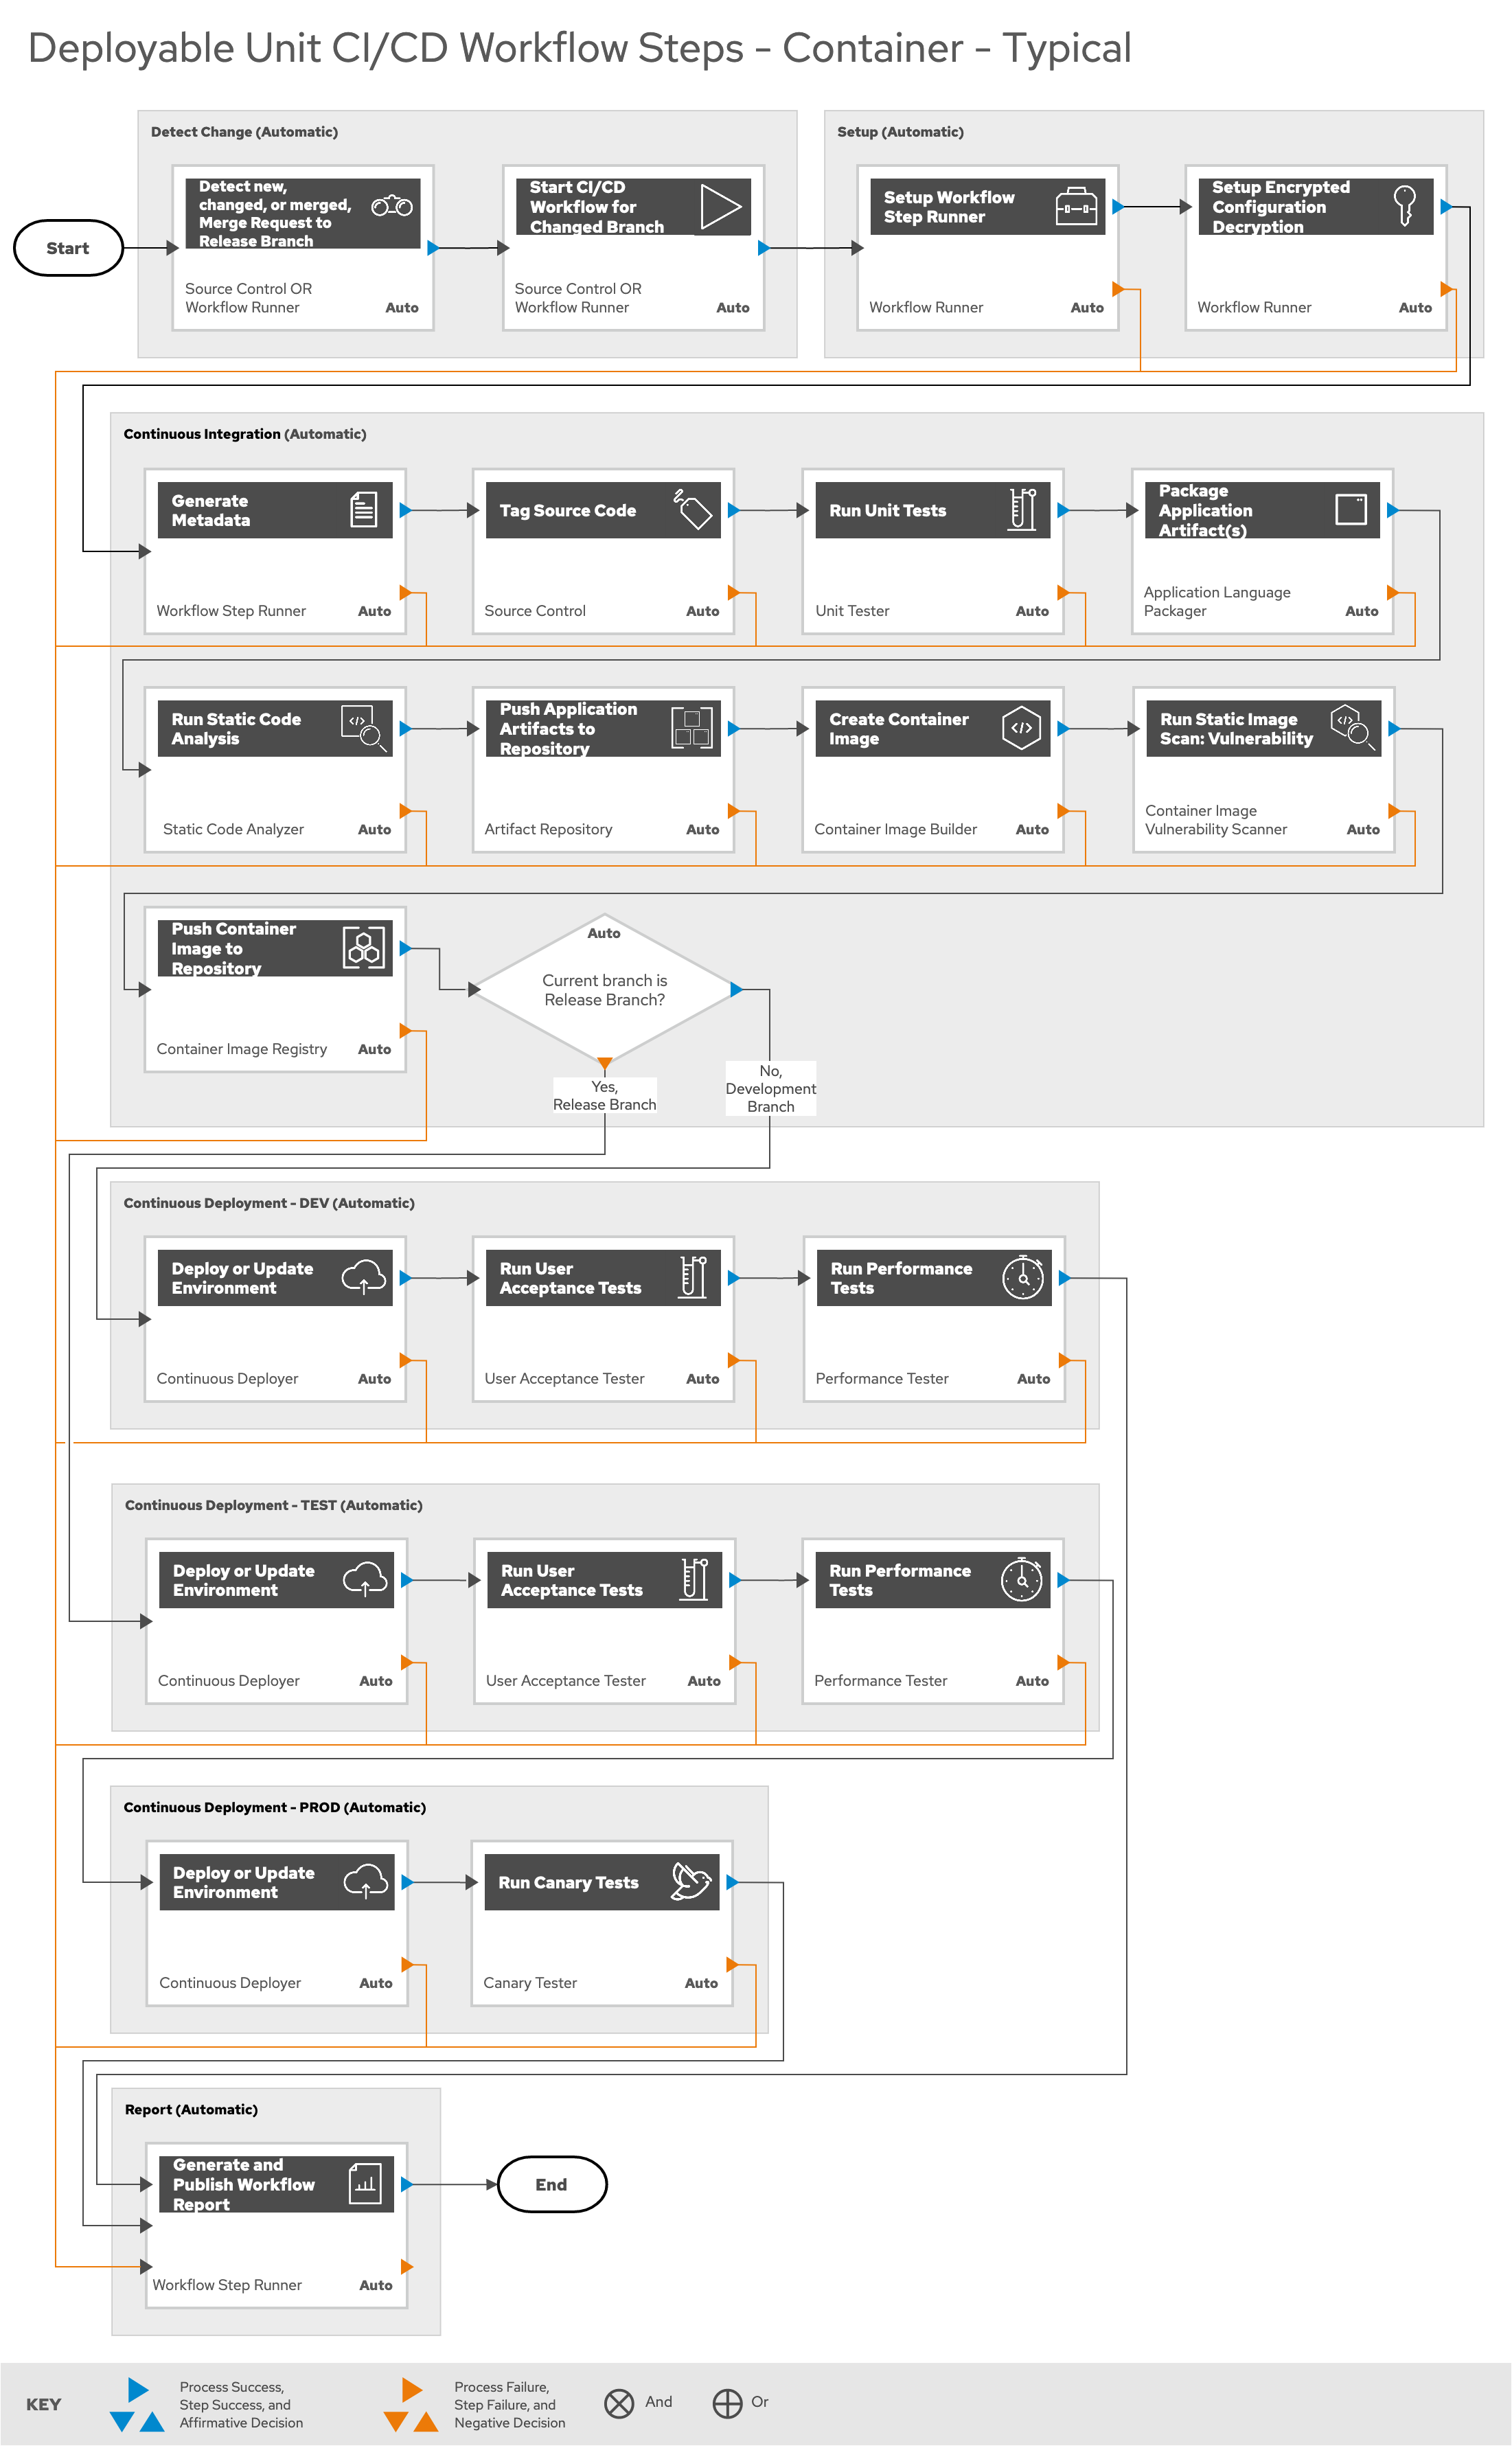 Deployable Unit CI/CD Workflow Steps - Container - Typical
Detect Change (Automatic)
Setup (Automatic)
Start
Detect new,
changed, or merged,
Merge Request to
Release Branch
Source Control OR
Workflow Runner
Auto
Start CI/CD
Workflow for
Changed Branch
Source Control OR
Workflow Runner
Auto
Setup Workflow
Step Runner
Workflow Runner
Auto
Setup Encrypted
Configuration
Decryption
Workflow Runner
Auto
Continuous Integration (Automatic)
Generate
Metadata
Workflow Step Runner
Auto
Tag Source Code
Source Control
Auto
Run Unit Tests
Unit Tester
Auto
Package
Application
Artifact(s)
Application Language
Packager
Auto
Run Static Code
Analysis
Static Code Analyzer
Auto
Push Application
Artifacts to
Repository
Artifact Repository
Auto
Create Container
Image
Container Image Builder
Auto
Run Static Image
Scan: Vulnerability
Container Image
Vulnerability Scanner
Auto
Push Container
Image to
Repository
Container Image Registry
Auto
Auto
Current branch is
Release Branch?
Yes,
Release Branch
No,
Development
Branch
Continuous Deployment - DEV (Automatic)
Deploy or Update
Environment
Continuous Deployer
Auto
Run User
Acceptance Tests
User Acceptance Tester
Auto
Run Performance
Tests
Performance Tester
Auto
Continuous Deployment - TEST (Automatic)
Deploy or Update
Environment
Continuous Deployer
Auto
Run User
Acceptance Tests
User Acceptance Tester
Auto
Run Performance
Tests
Performance Tester
Auto
Continuous Deployment - PROD (Automatic)
Deploy or Update
Environment
Continuous Deployer
Auto
Run Canary Tests
Canary Tester
Auto
Report (Automatic)
Generate and
Publish Workflow
Report
Workflow Step Runner
Auto
End
KEY
Process Success,
Step Success, and
Affirmative Decision
Process Failure,
Step Failure, and
Negative Decision
And
Or